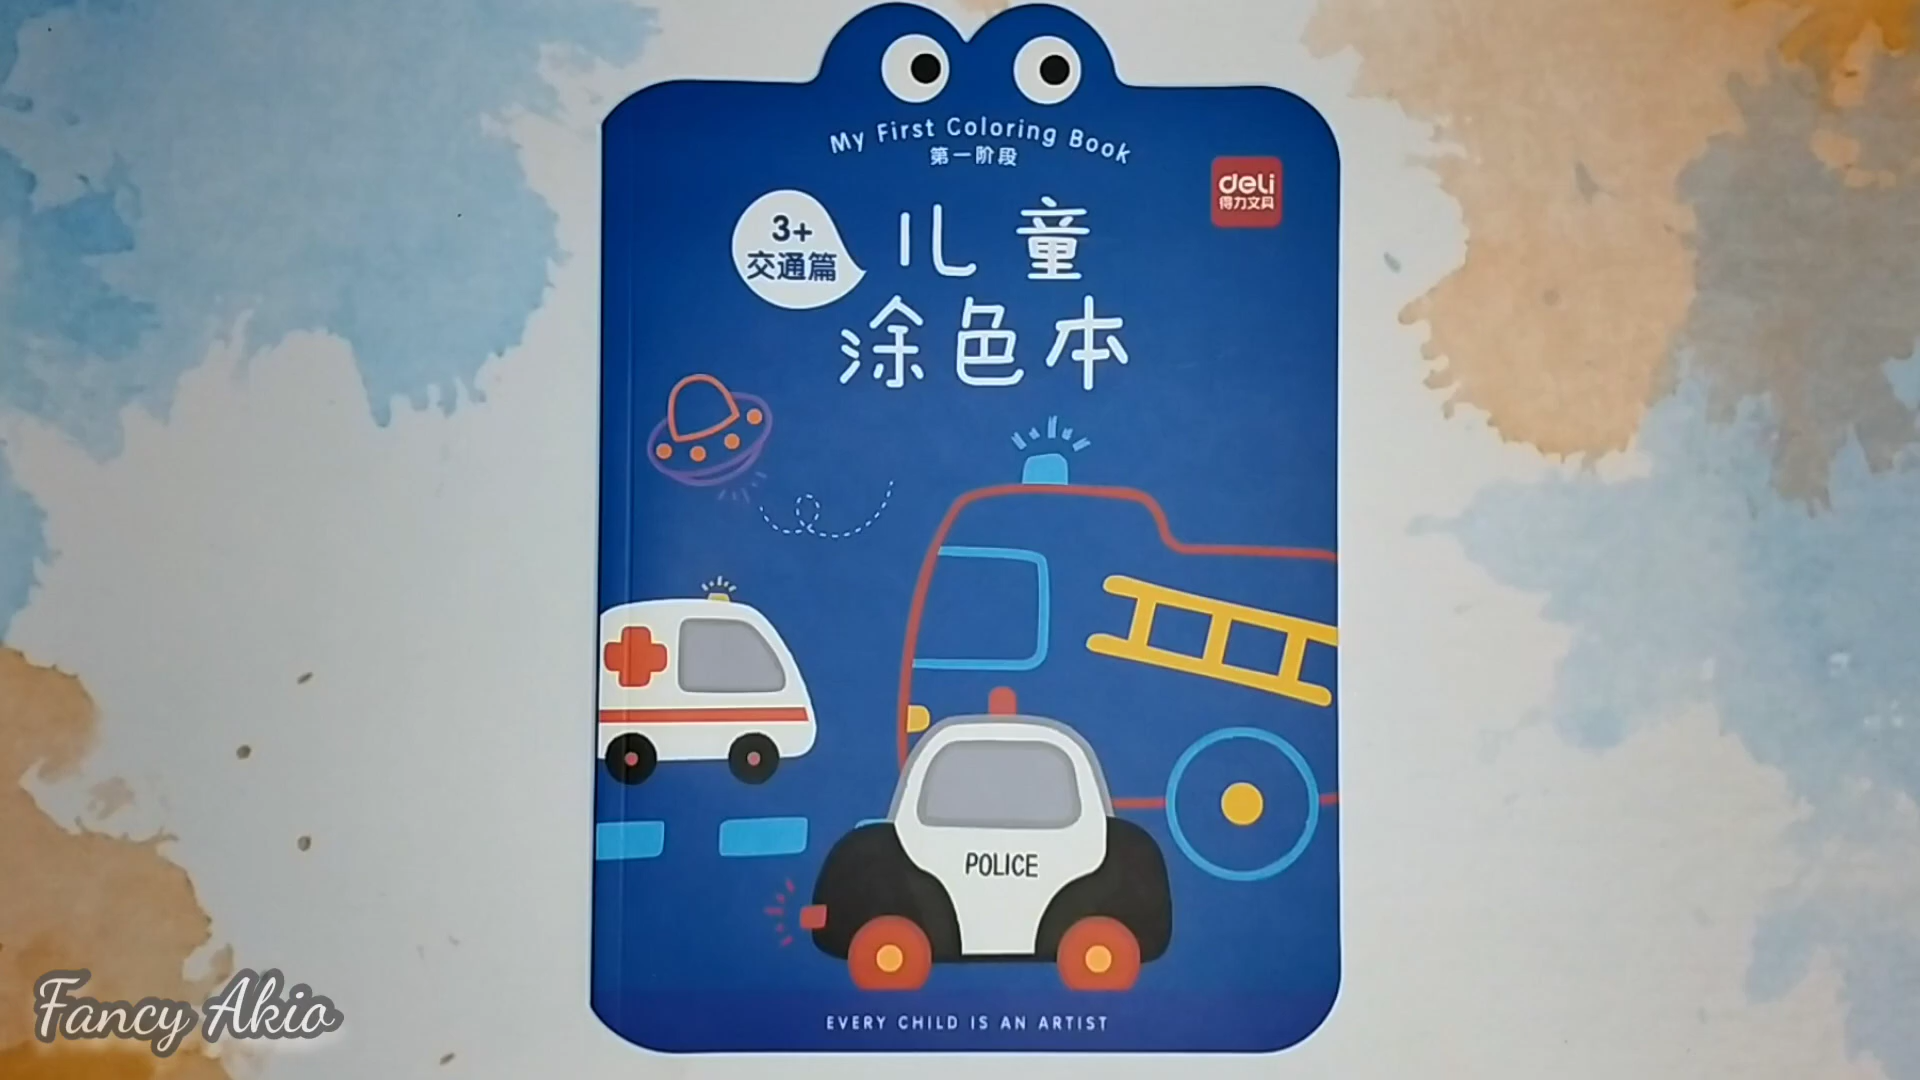 My First Coloring Book
第一阶段
deli
得力文具
3+
交通篇
儿童
涂色本
POLICE
EVERY CHILD IS AN ARTIST
Fancy Akio